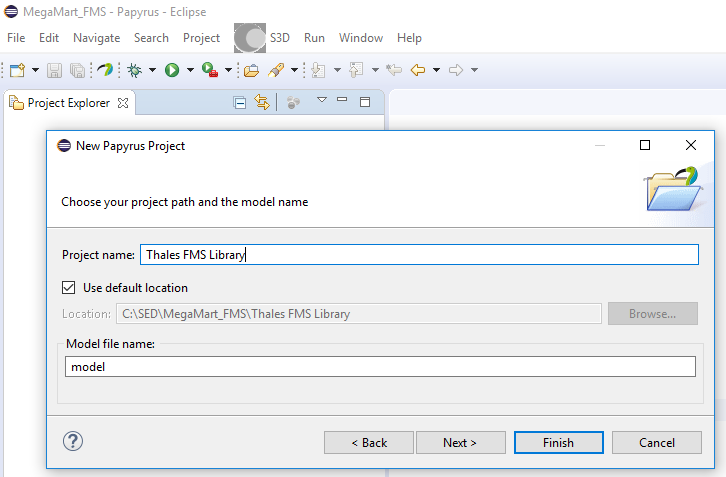 MegaMart_FMS - Papyrus - Eclipse
File Edit Navigate Search Project S3D Run Window Help
Project Explorer
New Papyrus Project
Choose your project path and the model name
Project name: Thales FMS Library
Use default location
Location: C:\SED\MegaMart_FMS\Thales FMS Library Browse...
Model file name:
model
? < Back Next > Finish Cancel